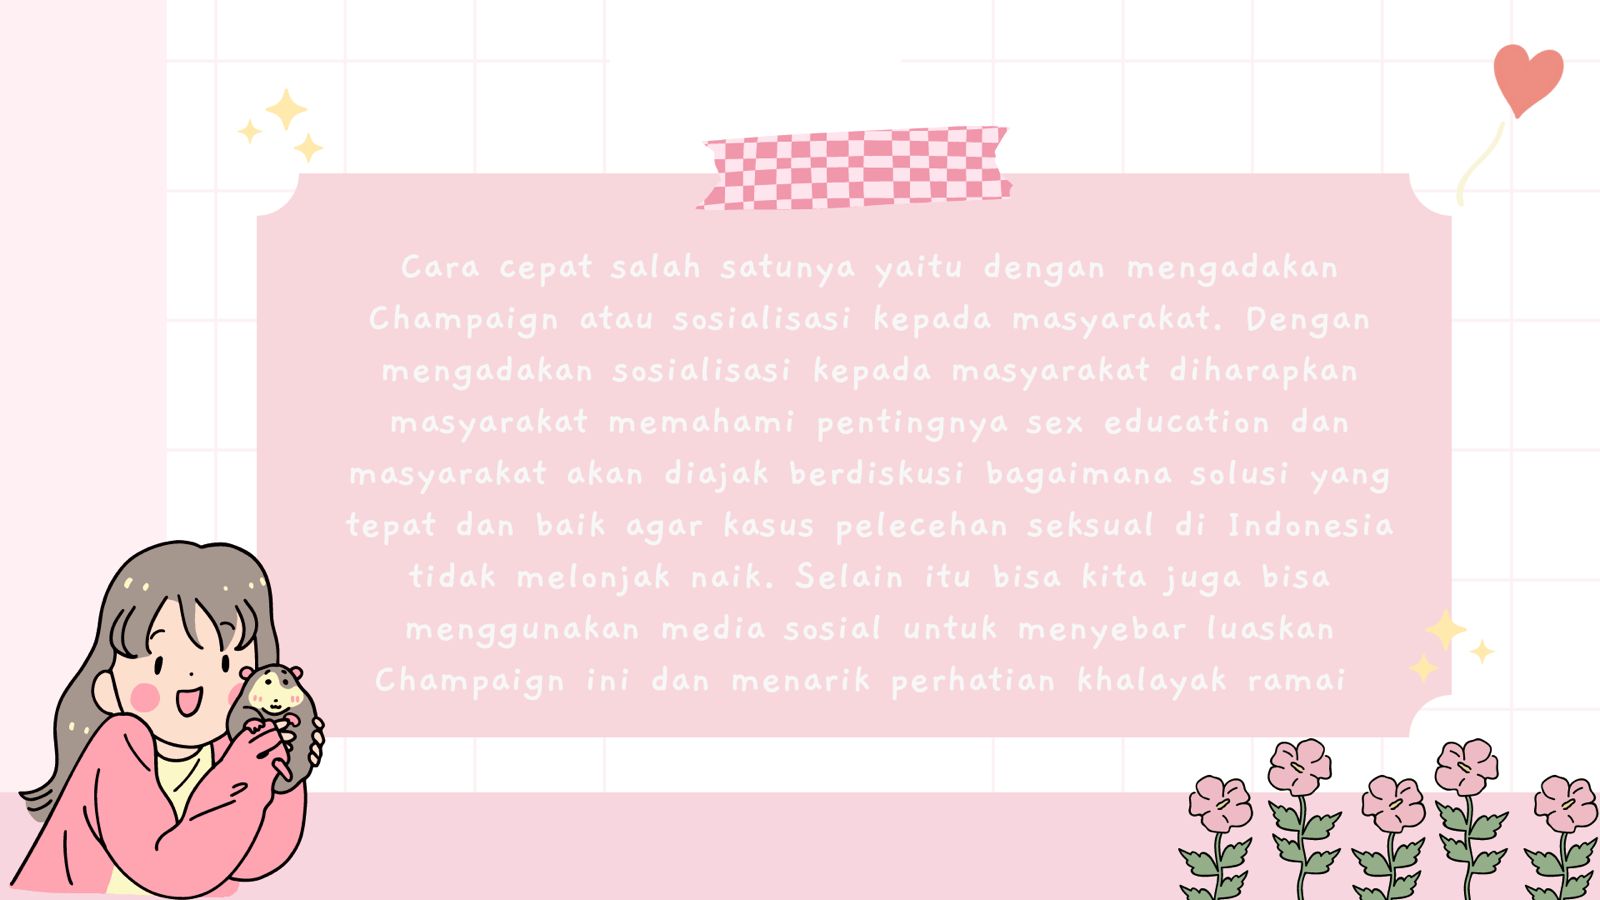 Cara cepat salah satunya yaitu dengan mengadakan
Champaign atau sosialisasi kepada masyarakat. Dengan
mengadakan sosialisasi kepada masyarakat diharapkan
masyarakat memahami pentingnya sex education dan
masyarakat akan diajak berdiskusi bagaimana solusi yang
tepat dan baik agar kasus pelecehan seksual di Indonesia
tidak melonjak naik. Selain itu bisa kita juga bisa
menggunakan media sosial untuk menyebar luaskan
Champaign ini dan menarik perhatian khalayak ramai